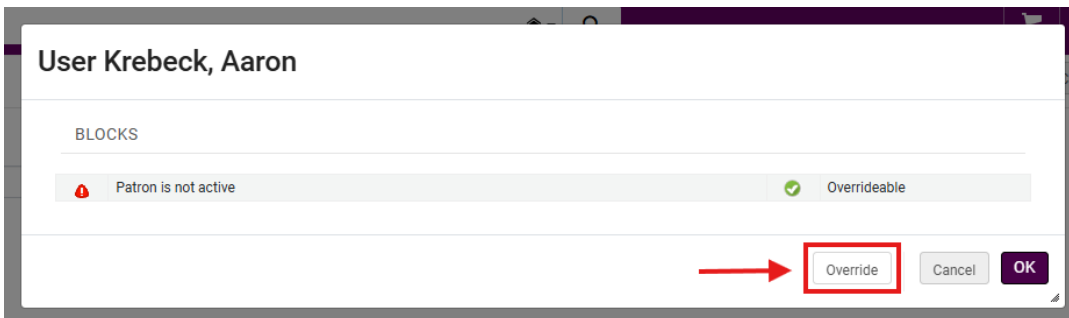 User Krebeck, Aaron
BLOCKS
Patron is not active Overrideable
Override Cancel OK